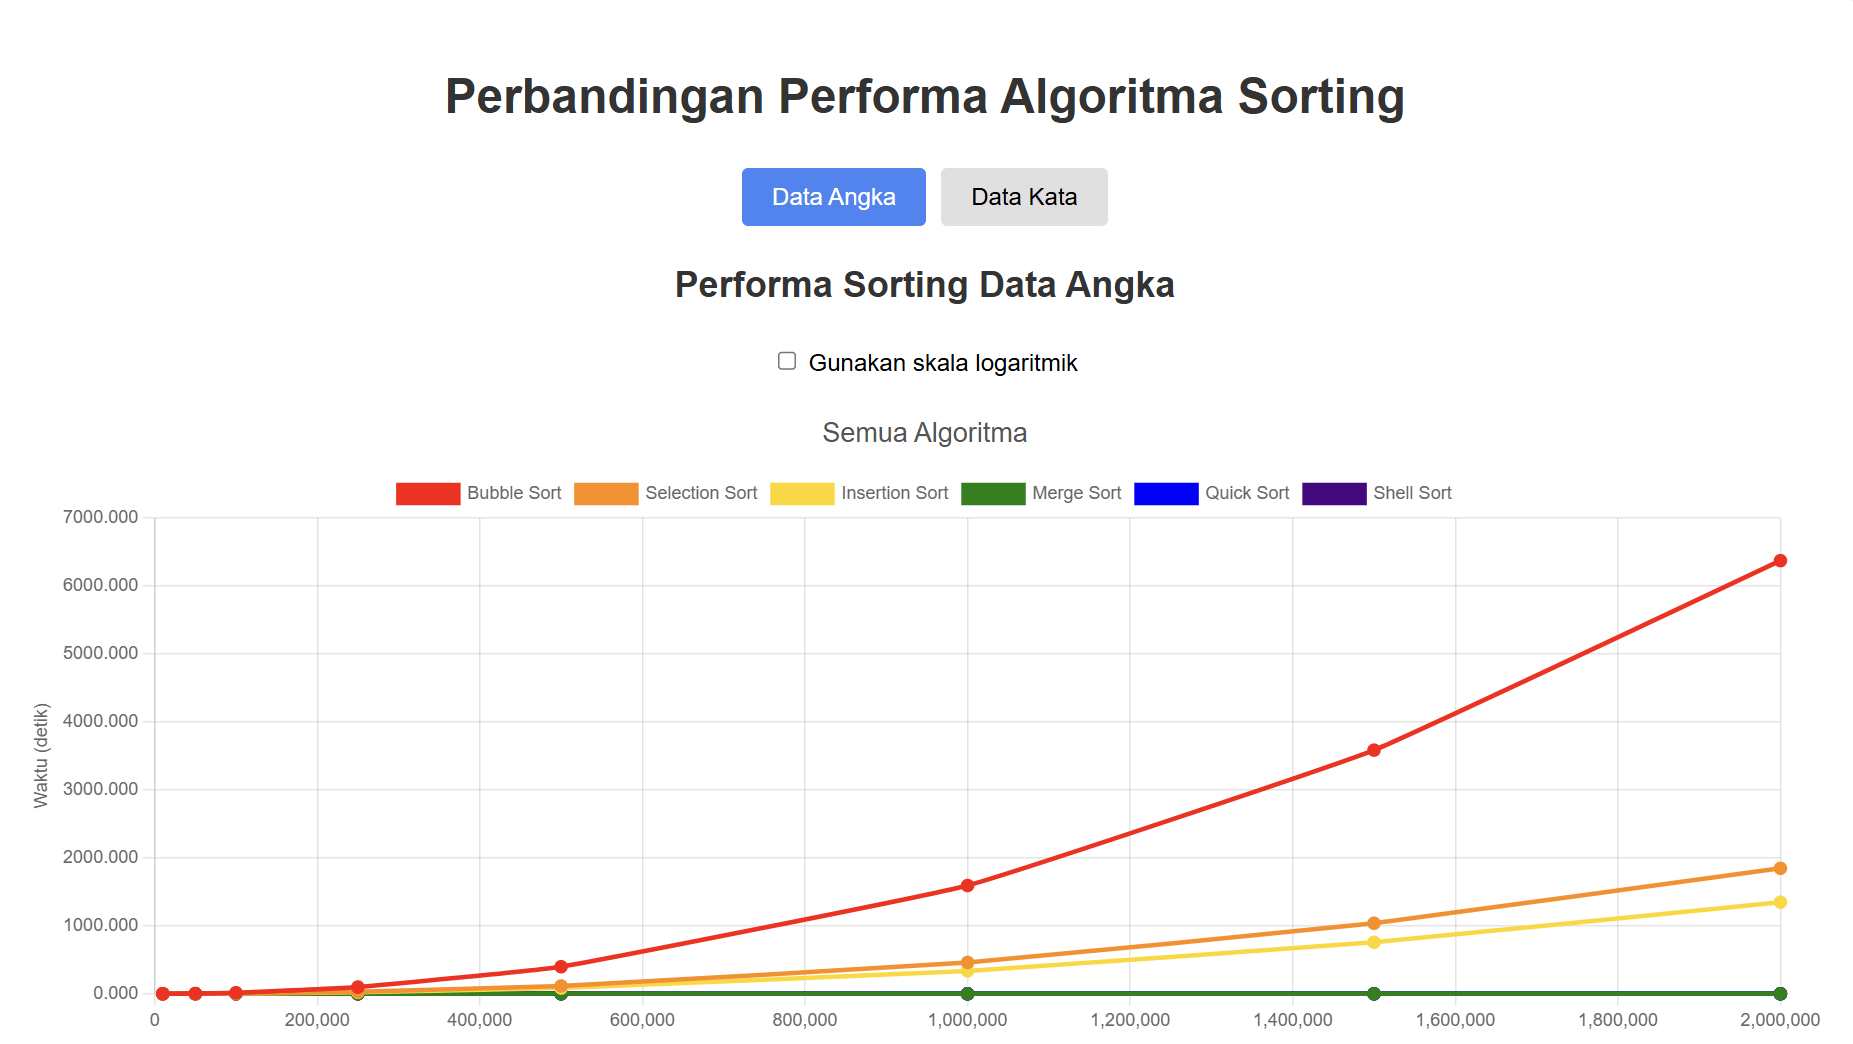 Perbandingan Performa Algoritma Sorting
Data Angka Data Kata
Performa Sorting Data Angka
Gunakan skala logaritmik
Semua Algoritma
Bubble Sort Selection Sort Insertion Sort Merge Sort Quick Sort Shell Sort
7000.000
6000.000
5000.000
4000.000
3000.000
2000.000
1000.000
0.000
Waktu (detik)
0 200,000 400,000 600,000 800,000 1,000,000 1,200,000 1,400,000 1,600,000 1,800,000 2,000,000